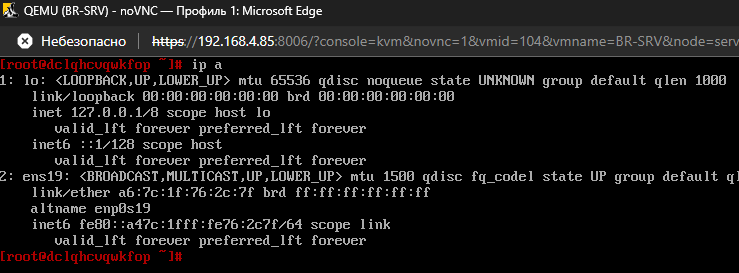 QEMU (BR-SRV) - noVNC — Профиль 1: Microsoft Edge
Небезопасно https://192.168.4.85:8006/?console=kvm&novnc=1&vmid=104&vmname=BR-SRV&node=serv
[root@dclqhcvqwkfop ~]# ip a
1: lo: <LOOPBACK,UP,LOWER_UP> mtu 65536 qdisc noqueue state UNKNOWN group default qlen 1000
link/loopback 00:00:00:00:00:00 brd 00:00:00:00:00:00
inet 127.0.0.1/8 scope host lo
valid_lft forever preferred_lft forever
inet6 ::1/128 scope host
valid_lft forever preferred_lft forever
2: ens19: <BROADCAST,MULTICAST,UP,LOWER_UP> mtu 1500 qdisc fq_codel state UP group default ql
link/ether a6:7c:1f:76:2c:7f brd ff:ff:ff:ff:ff:ff
altname enp0s19
inet6 fe80::a47c:1fff:fe76:2c7f/64 scope link
valid_lft forever preferred_lft forever
[root@dclqhcvqwkfop ~]#